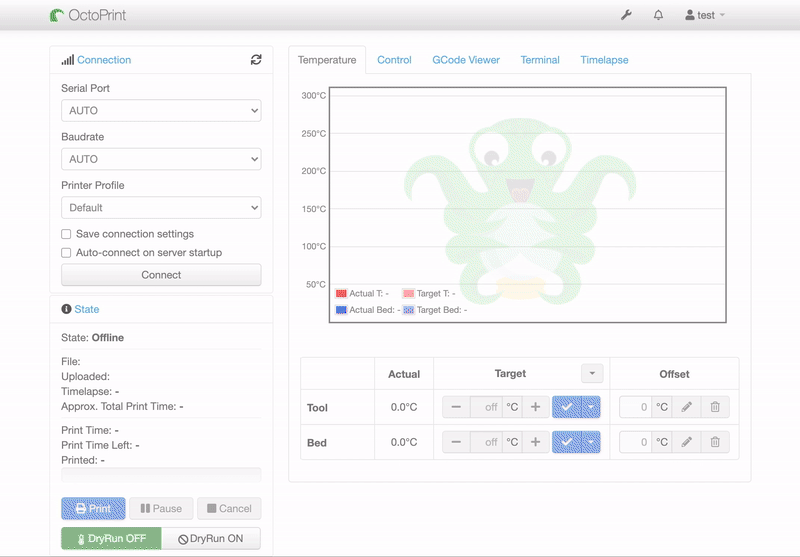 OctoPrint
test
Connection
Serial Port
AUTO
Baudrate
AUTO
Printer Profile
Default
Save connection settings
Auto-connect on server startup
Connect
State
State: Offline
File:
Uploaded:
Timelapse: -
Approx. Total Print Time: -
Print Time: -
Print Time Left: -
Printed: -
Print Pause Cancel
DryRun OFF DryRun ON
Temperature Control GCode Viewer Terminal Timelapse
300°C
250°C
200°C
150°C
100°C
50°C
Actual T: - Target T: -
Actual Bed: - Target Bed: -
Actual Target Offset
Tool 0.0°C off °C 0 °C
Bed 0.0°C off °C 0 °C